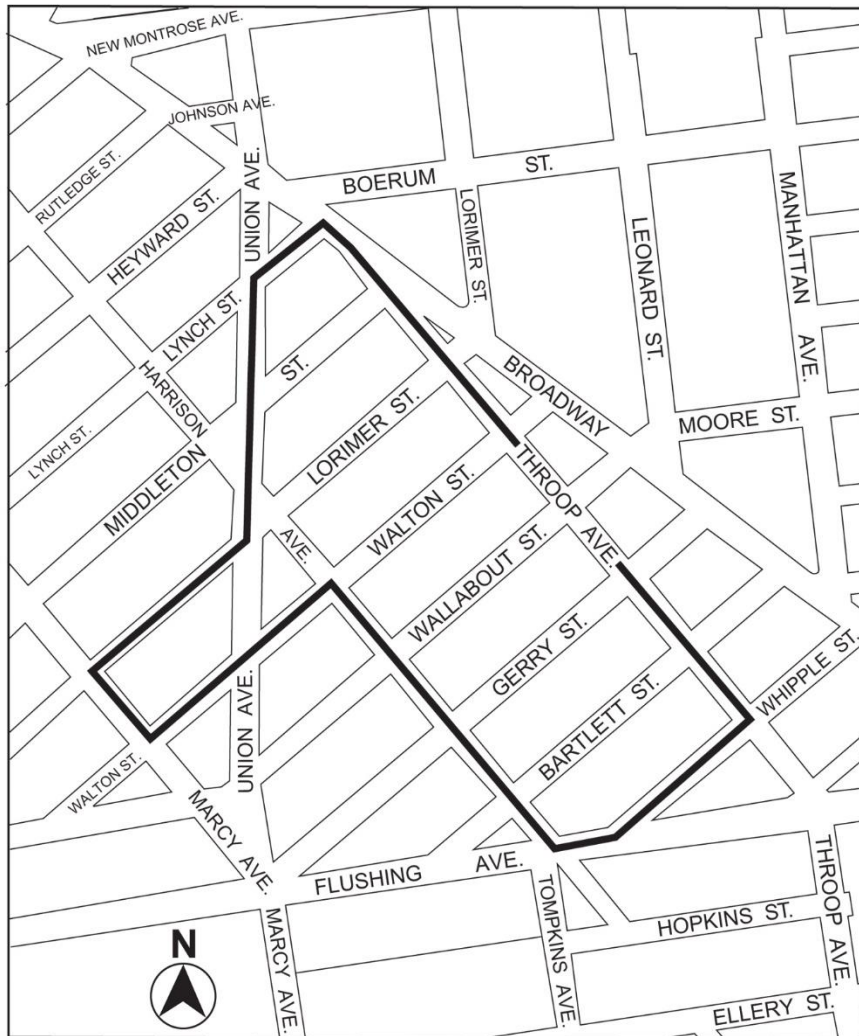 NEW MONTROSE AVE.
JOHNSON AVE.
RUTLEDGE ST.
HEYWARD ST.
UNION AVE.
BOERUM ST.
LORIMER ST.
LEONARD ST.
MANHATTAN AVE.
LYNCH ST.
HARRISON AVE.
ST.
LORIMER ST.
BROADWAY
MOORE ST.
LYNCH ST.
MIDDLETON
WALTON ST.
THROOP AVE.
WALLABOUT ST.
GERRY ST.
WHIPPLE ST.
BARTLETT ST.
UNION AVE.
WALTON ST.
MARCY AVE.
FLUSHING AVE.
TOMPKINS AVE.
THROOP AVE.
HOPKINS ST.
MARCY AVE.
N
ELLERY ST.